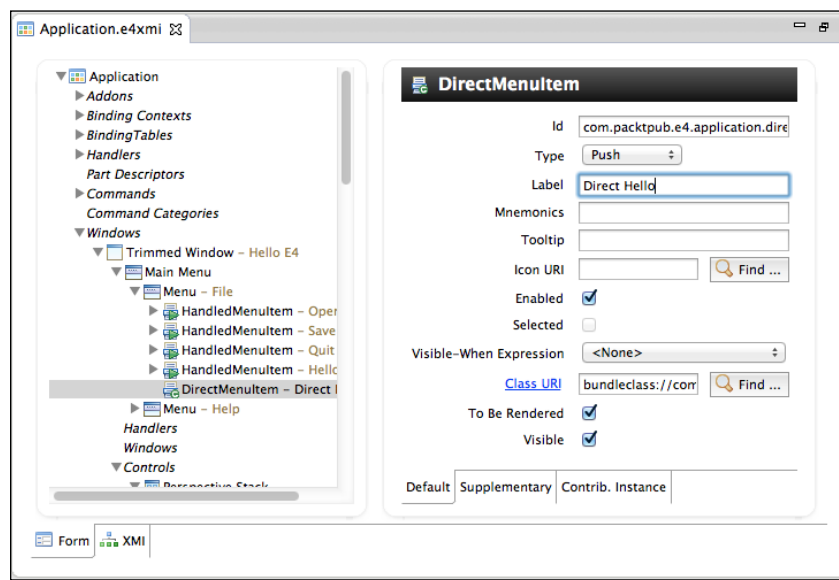 Application.e4xmi
Application
Addons
Binding Contexts
BindingTables
Handlers
Part Descriptors
Commands
Command Categories
Windows
Trimmed Window – Hello E4
Main Menu
Menu – File
HandledMenuItem – Oper
HandledMenuItem – Save
HandledMenuItem – Quit
HandledMenuItem – Hello
DirectMenuItem – Direct
Menu – Help
Handlers
Windows
Controls
Perspective Stack
DirectMenuItem
Id com.packtpub.e4.application.dire
Type Push
Label Direct Hello
Mnemonics
Tooltip
Icon URI Find ...
Enabled
Selected
Visible-When Expression <None>
Class URI bundleclass://com Find ...
To Be Rendered
Visible
Default Supplementary Contrib. Instance
Form XMI